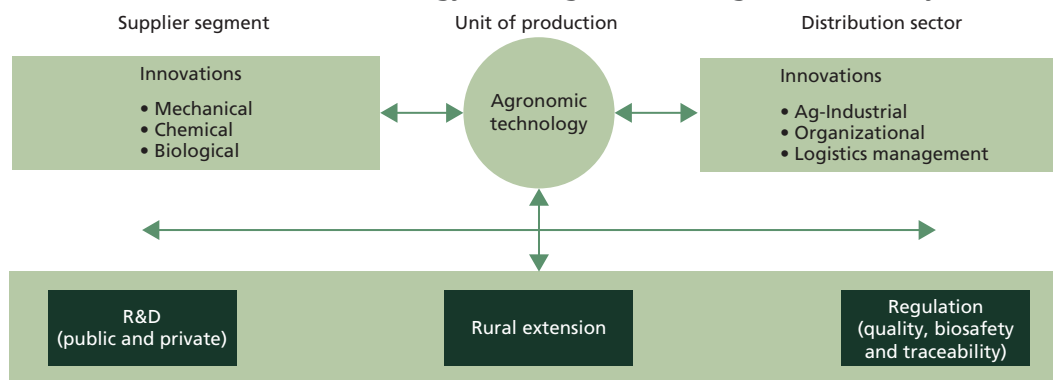 Supplier segment
Unit of production
Distribution sector
Innovations
• Mechanical
• Chemical
• Biological
Agronomic
technology
Innovations
• Ag-Industrial
• Organizational
• Logistics management
R&D
(public and private)
Rural extension
Regulation
(quality, biosafety
and traceability)